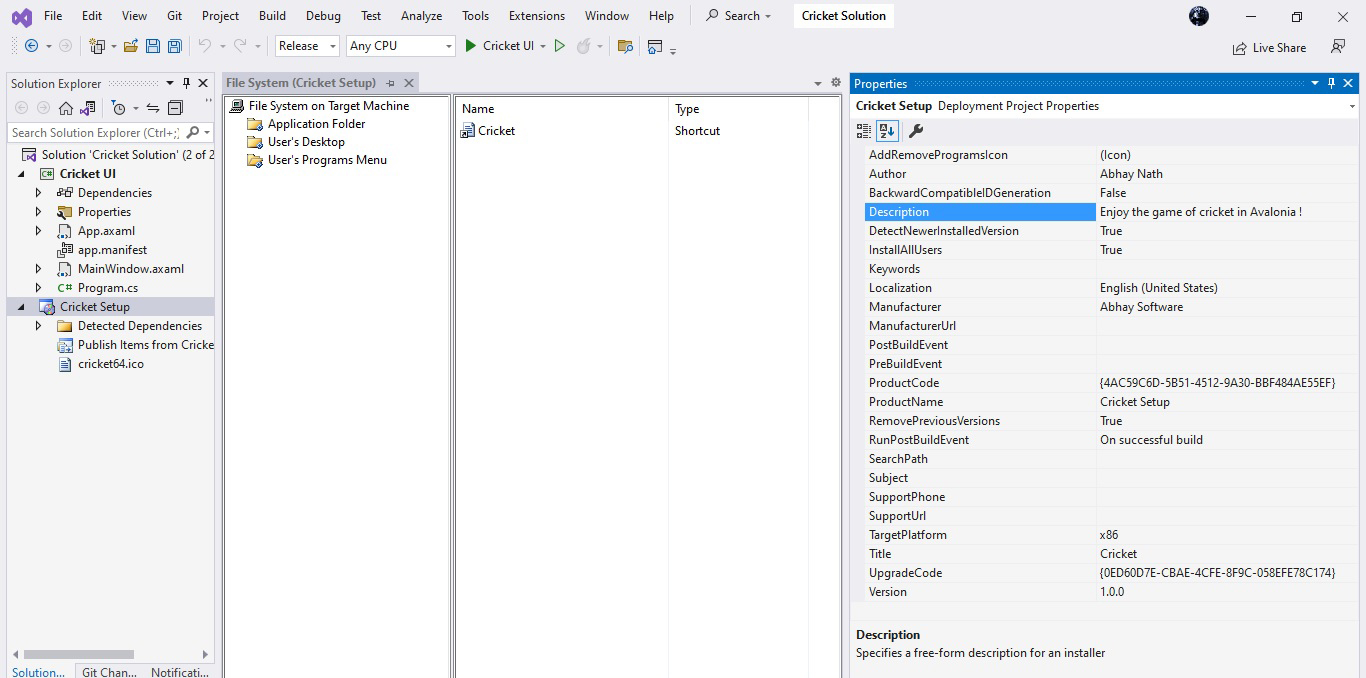 File Edit View Git Project Build Debug Test Analyze Tools Extensions Window Help Search Cricket Solution
Release Any CPU Cricket UI Live Share
Solution Explorer
Search Solution Explorer (Ctrl+;)
Solution 'Cricket Solution' (2 of 2
Cricket UI
Dependencies
Properties
App.axaml
app.manifest
MainWindow.axaml
C# Program.cs
Cricket Setup
Detected Dependencies
Publish Items from Cricke
cricket64.ico
Solution... Git Chan... Notificati...
File System (Cricket Setup)
File System on Target Machine
Application Folder
User's Desktop
User's Programs Menu
Name Type
Cricket Shortcut
Properties
Cricket Setup Deployment Project Properties
AddRemoveProgramsIcon (Icon)
Author Abhay Nath
BackwardCompatibleIDGeneration False
Description Enjoy the game of cricket in Avalonia !
DetectNewerInstalledVersion True
InstallAllUsers True
Keywords
Localization English (United States)
Manufacturer Abhay Software
ManufacturerUrl
PostBuildEvent
PreBuildEvent
ProductCode {4AC59C6D-5B51-4512-9A30-BBF484AE55EF}
ProductName Cricket Setup
RemovePreviousVersions True
RunPostBuildEvent On successful build
SearchPath
Subject
SupportPhone
SupportUrl
TargetPlatform x86
Title Cricket
UpgradeCode {0ED60D7E-CBAE-4CFE-8F9C-058EFE78C174}
Version 1.0.0
Description
Specifies a free-form description for an installer